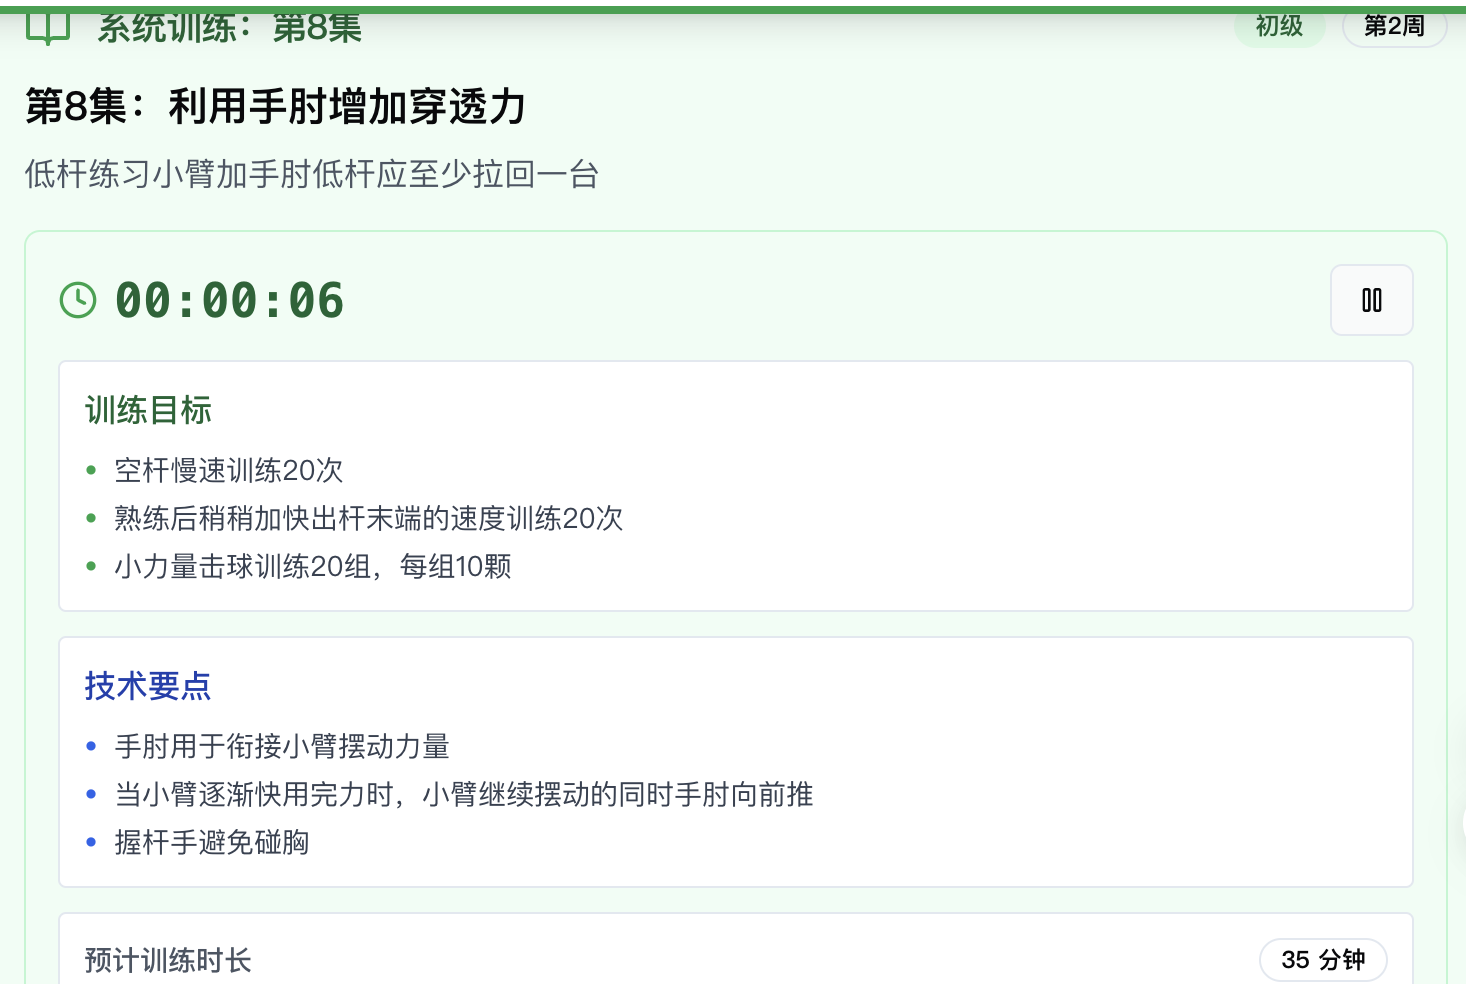 系统训练：第8集
初级
第2周
第8集：利用手肘增加穿透力
低杆练习小臂加手肘低杆应至少拉回一台
00:00:06
训练目标
空杆慢速训练20次
熟练后稍稍加快出杆末端的速度训练20次
小力量击球训练20组，每组10颗
技术要点
手肘用于衔接小臂摆动力量
当小臂逐渐快用完力时，小臂继续摆动的同时手肘向前推
握杆手避免碰胸
预计训练时长
35 分钟